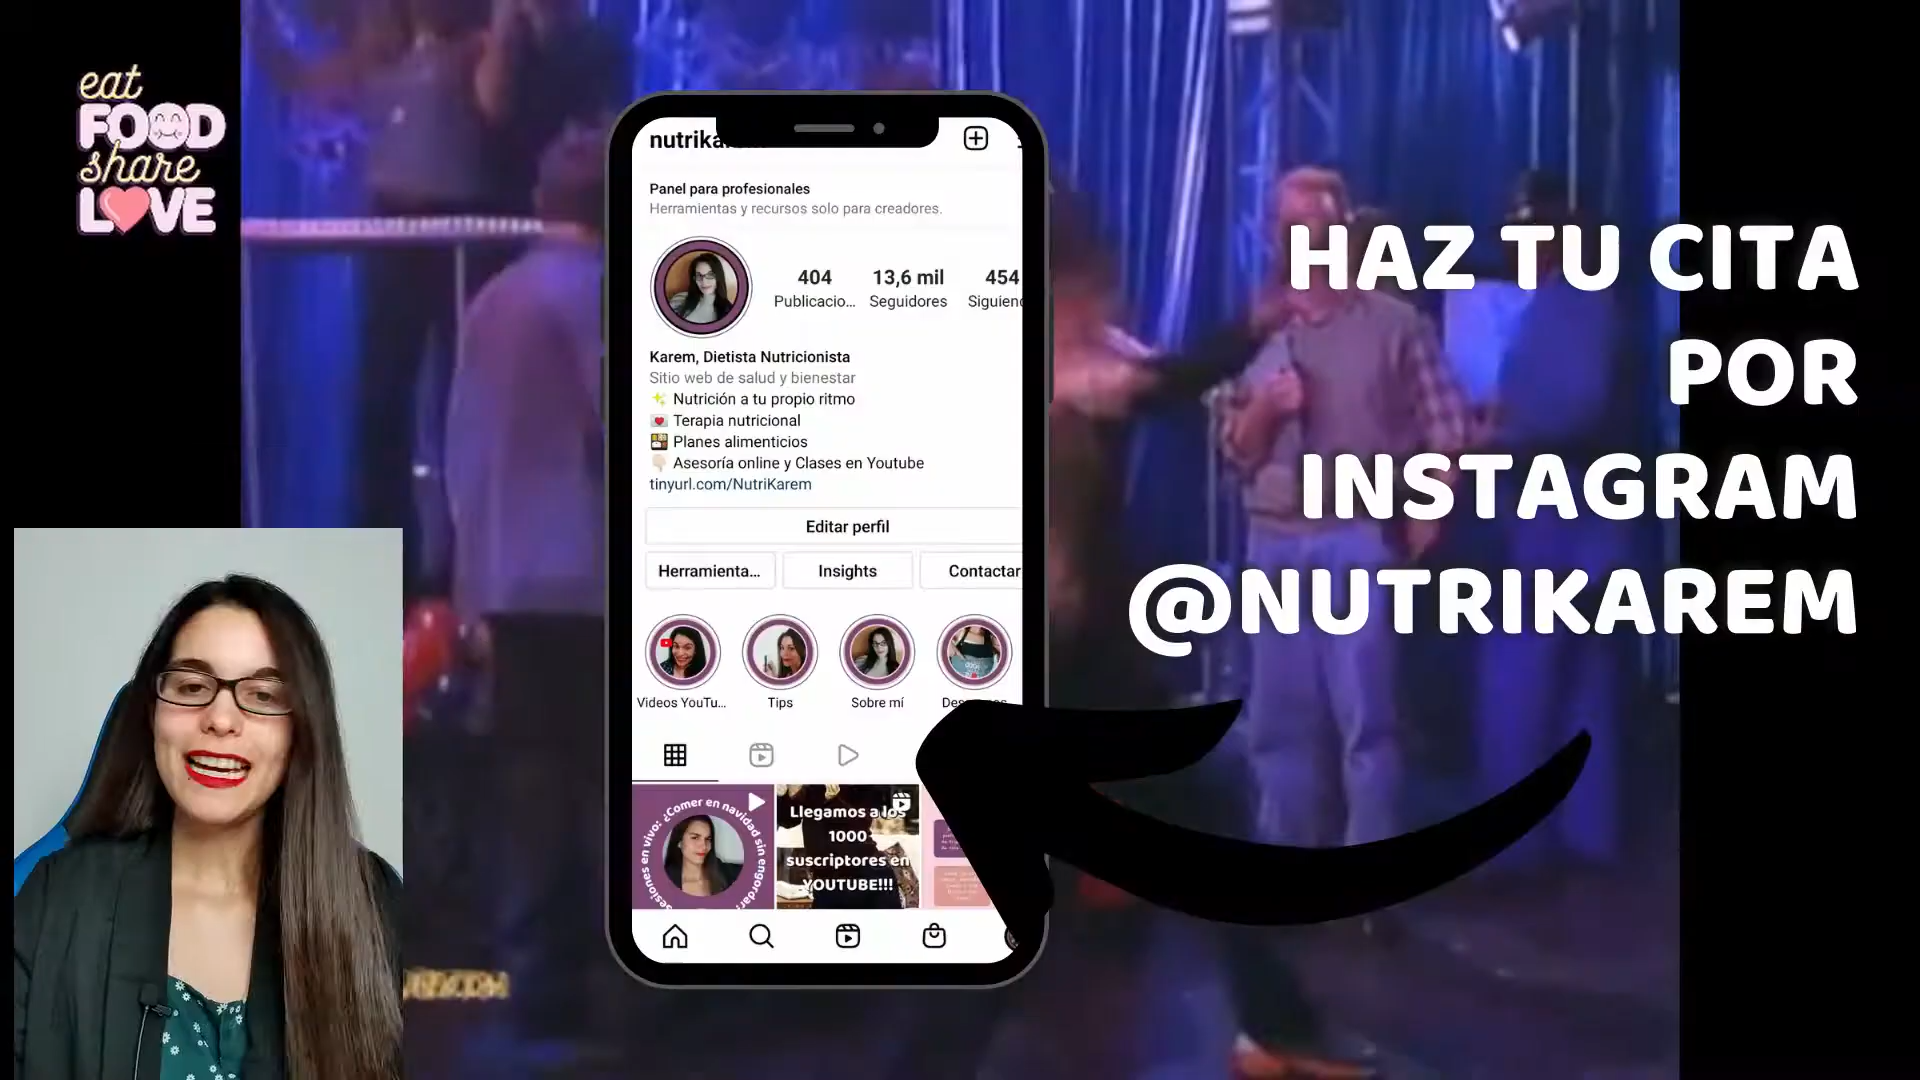 eat
FOOD
share
LOVE
Panel para profesionales
Herramientas y recursos solo para creadores.
404
13,6 mil
454
Publicacio...
Seguidores
Karem, Dietista Nutricionista
Sitio web de salud y bienestar
Nutrición a tu propio ritmo
Terapia nutricional
Planes alimenticios
Asesoría online y Clases en Youtube
tinyurl.com/NutriKarem
Editar perfil
Herramienta...
Insights
Contactar
Videos YouTu...
Tips
Sobre mí
¿Comer en navidad sin engordar?
Llegamos a los
1000
suscriptores en
YOUTUBE!!!
HAZ TU CITA
POR
INSTAGRAM
@NUTRIKAREM